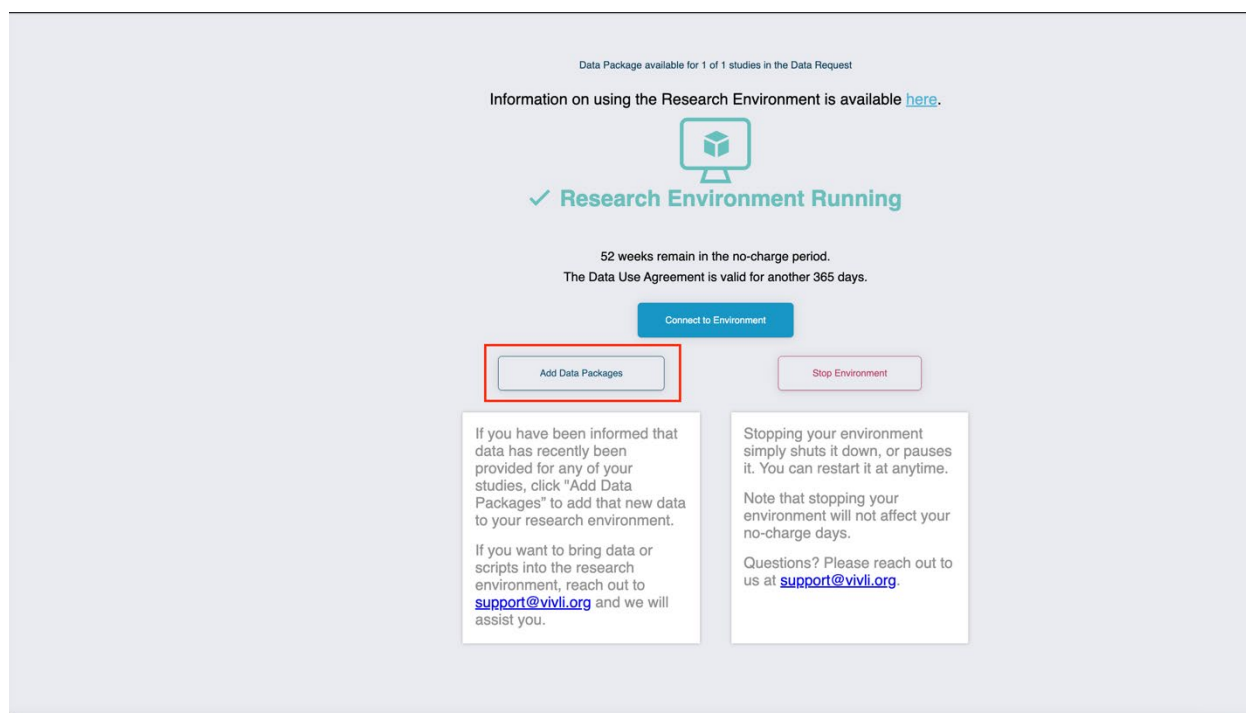 Data Package available for 1 of 1 studies in the Data Request
Information on using the Research Environment is available here.
✓ Research Environment Running
52 weeks remain in the no-charge period.
The Data Use Agreement is valid for another 365 days.
Connect to Environment
Add Data Packages
Stop Environment
If you have been informed that
data has recently been
provided for any of your
studies, click "Add Data
Packages” to add that new data
to your research environment.
If you want to bring data or
scripts into the research
environment, reach out to
support@vivli.org and we will
assist you.
Stopping your environment
simply shuts it down, or pauses
it. You can restart it at anytime.
Note that stopping your
environment will not affect your
no-charge days.
Questions? Please reach out to
us at support@vivli.org.